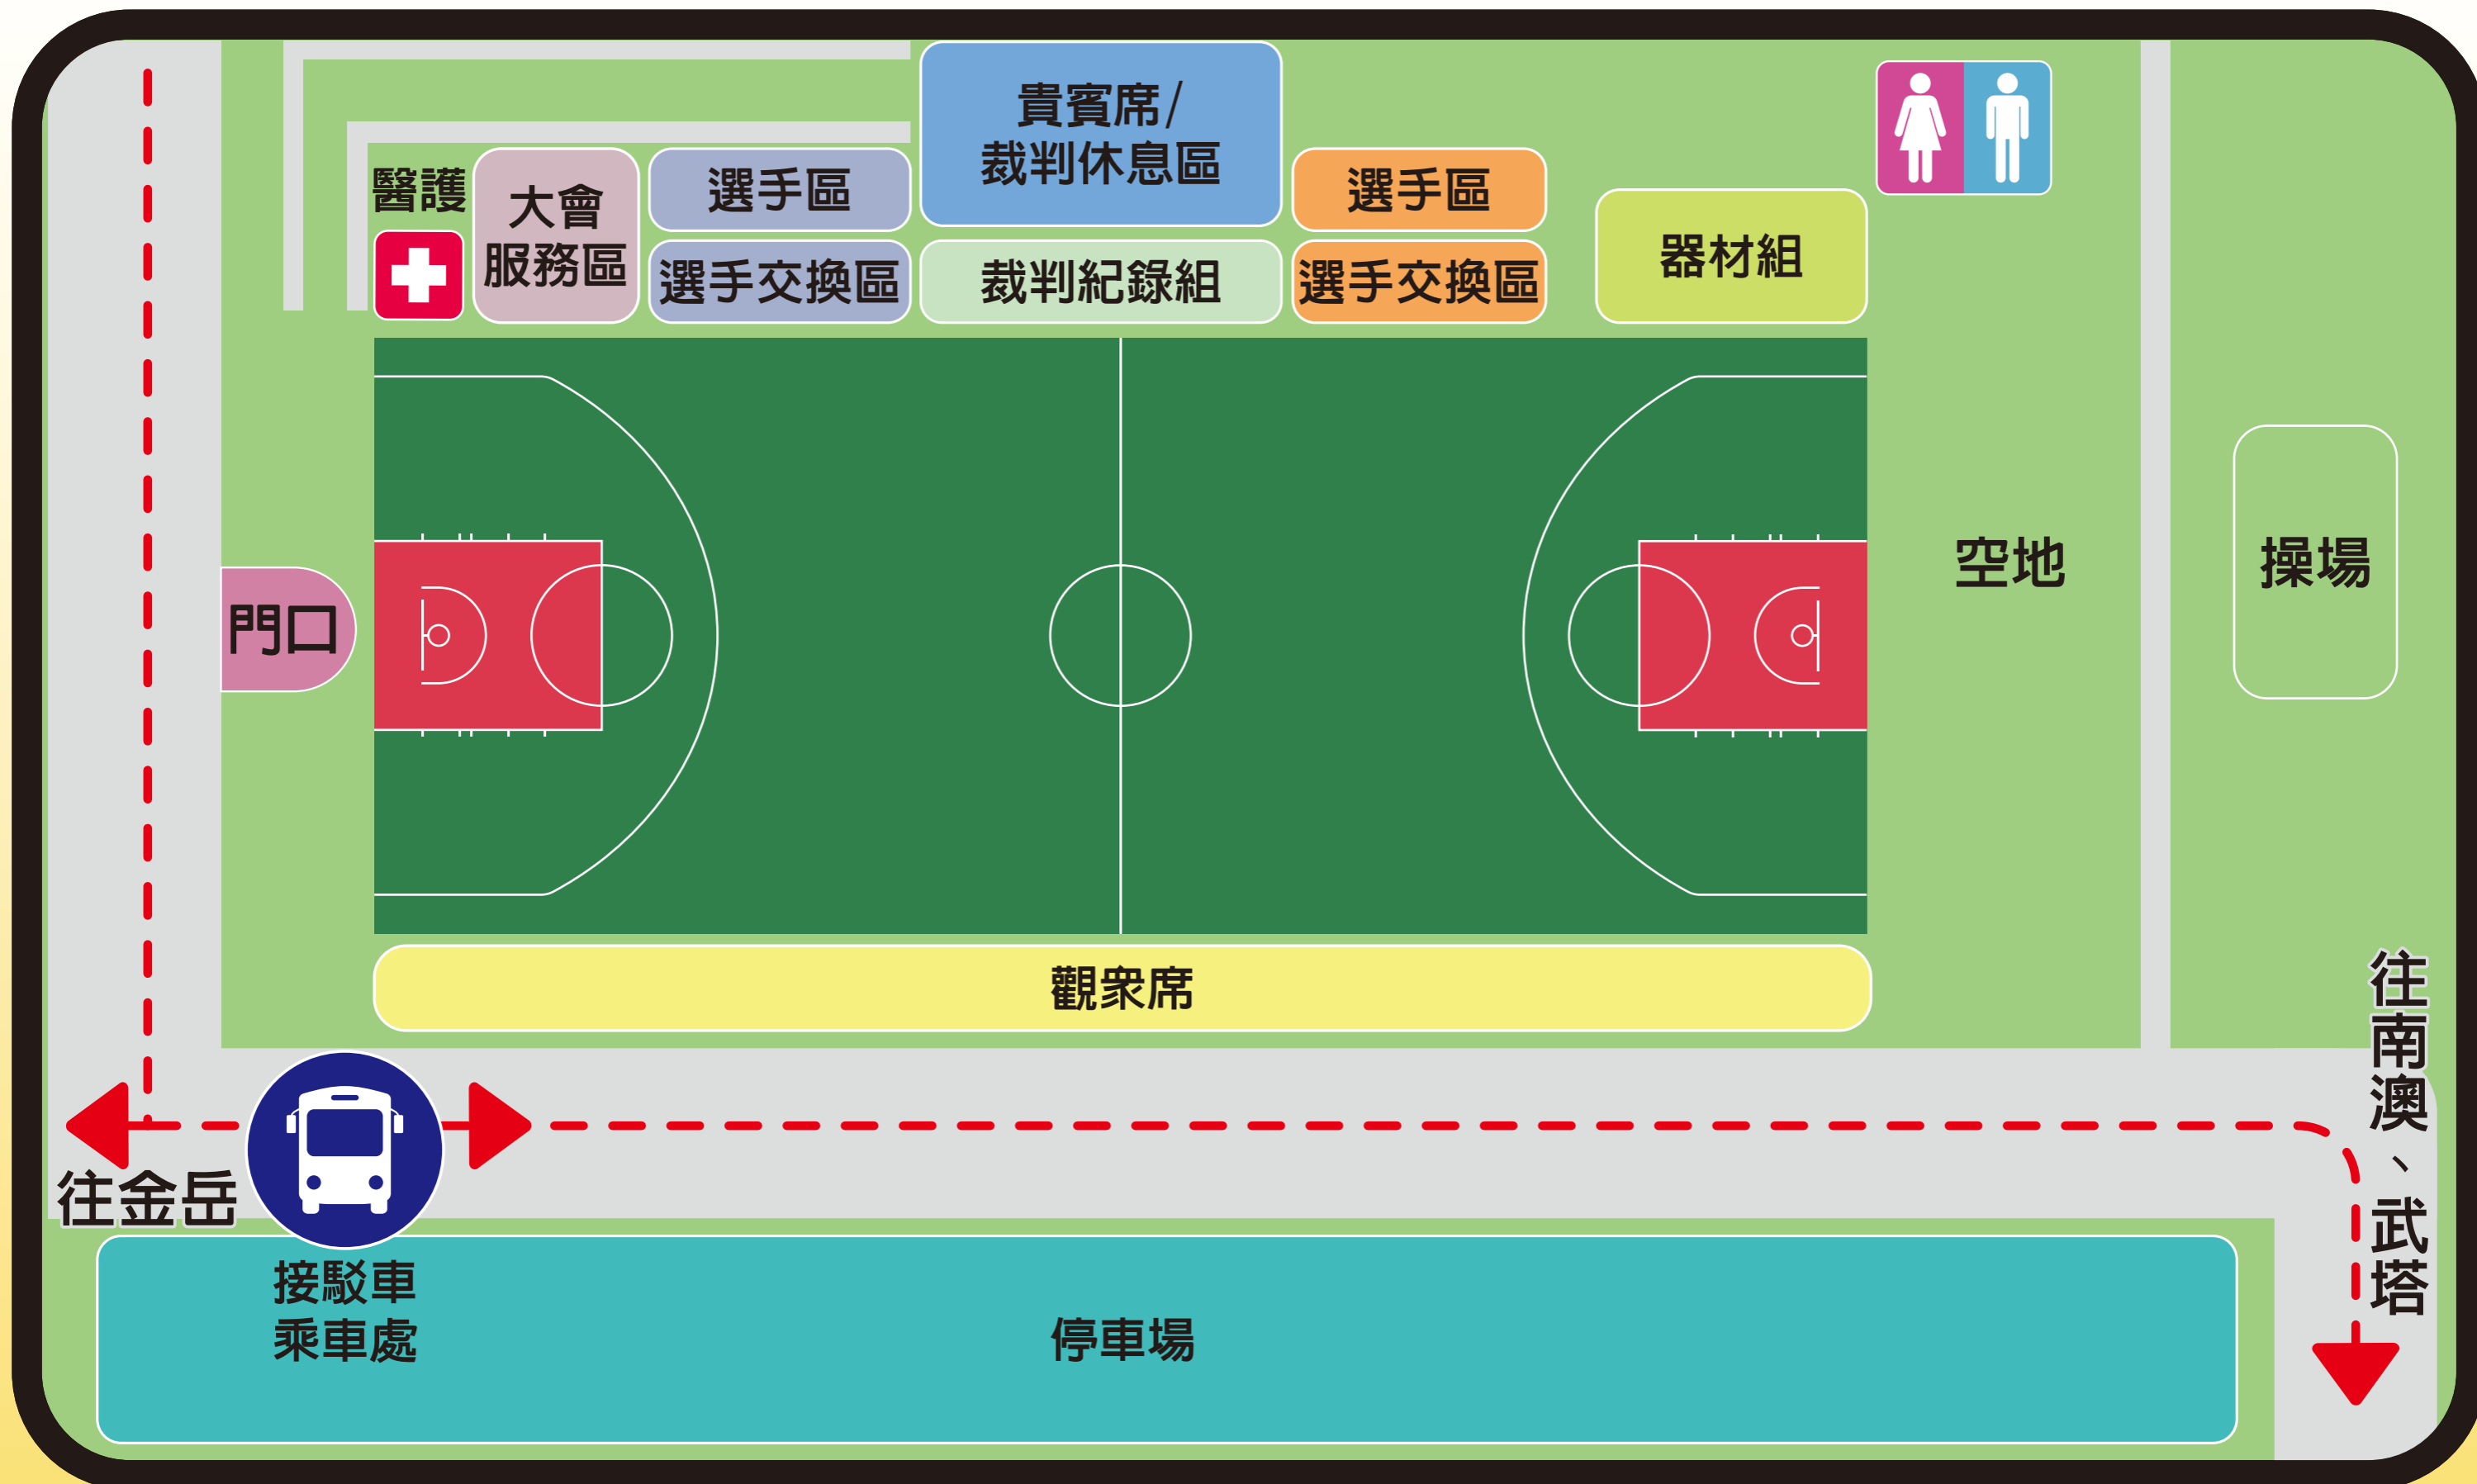 貴賓席/
裁判休息區
醫護
大會
服務區
選手區
選手區
選手交換區
裁判紀錄組
選手交換區
器材組
空地
操場
門口
觀眾席
往南澳、武塔
往金岳
接駁車
乘車處
停車場